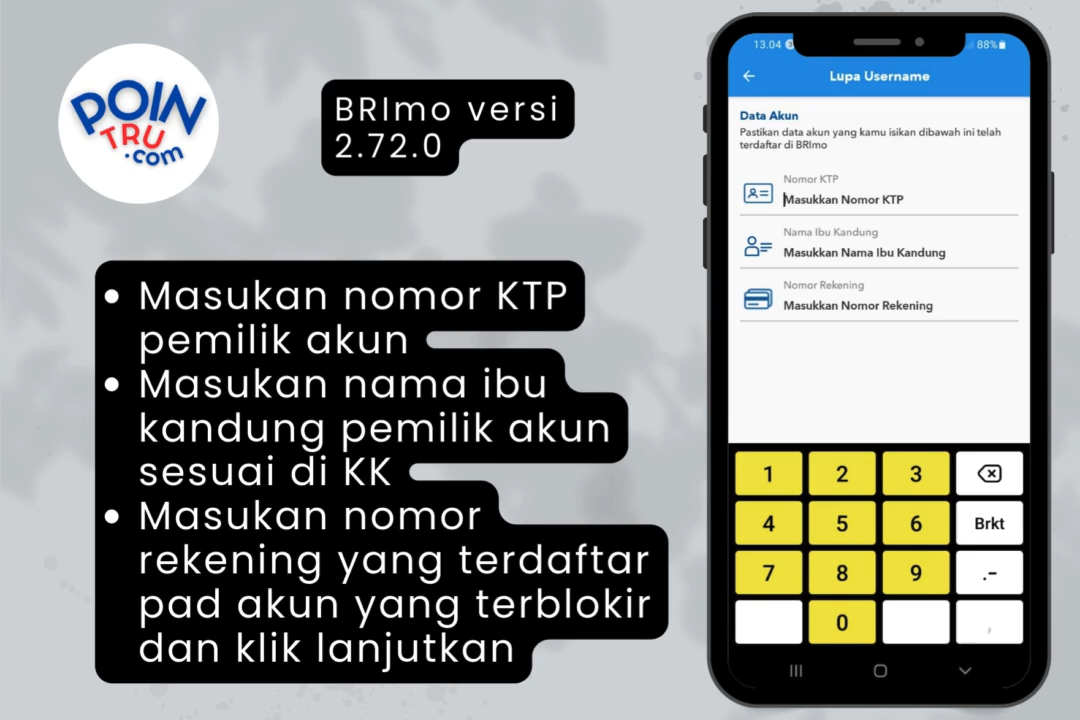 POIN
TRU
.com
BRImo versi
2.72.0
• Masukan nomor KTP
pemilik akun
• Masukan nama ibu
kandung pemilik akun
sesuai di KK
• Masukan nomor
rekening yang terdaftar
pad akun yang terblokir
dan klik lanjutkan
13.04
88%
Lupa Username
Data Akun
Pastikan data akun yang kamu isikan dibawah ini telah
terdaftar di BRImo
Nomor KTP
Masukkan Nomor KTP
Nama Ibu Kandung
Masukkan Nama Ibu Kandung
Nomor Rekening
Masukkan Nomor Rekening
1 2 3
4 5 6 Brkt
7 8 9 .-
0 ,